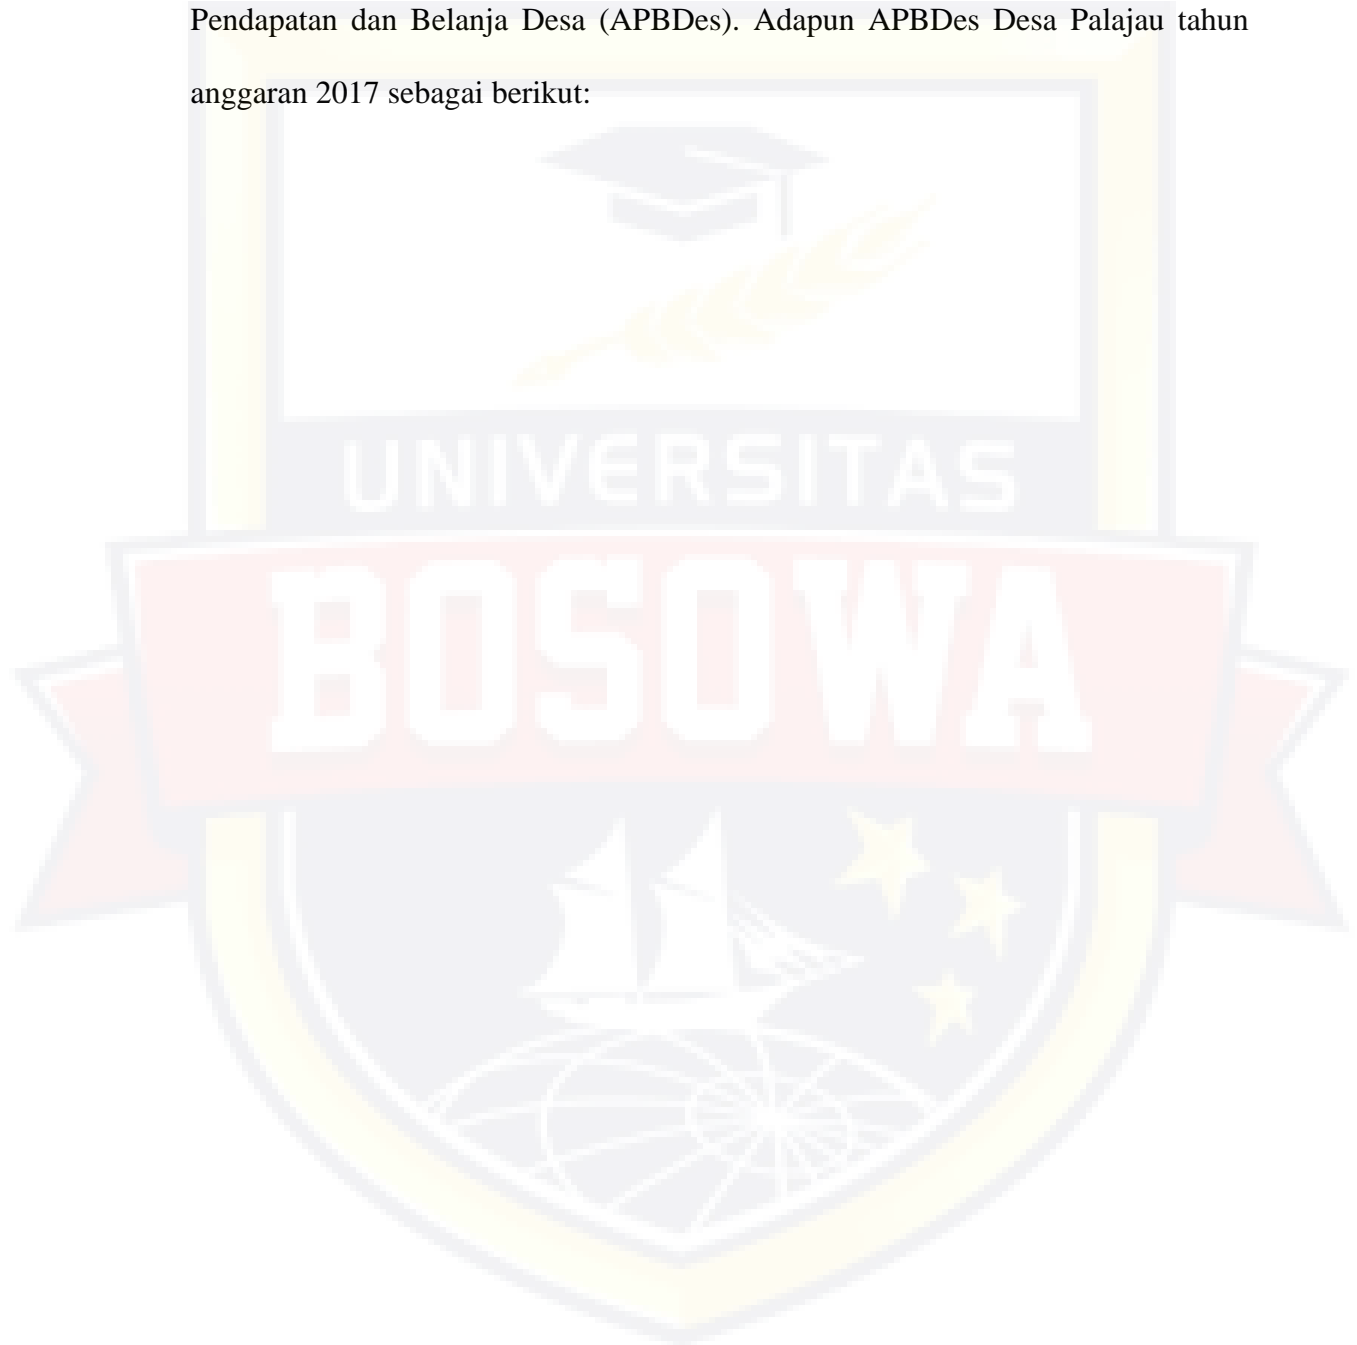 Pendapatan dan Belanja Desa (APBDes). Adapun APBDes Desa Palajau tahun
anggaran 2017 sebagai berikut:
UNIVERSITAS
BOSOWA